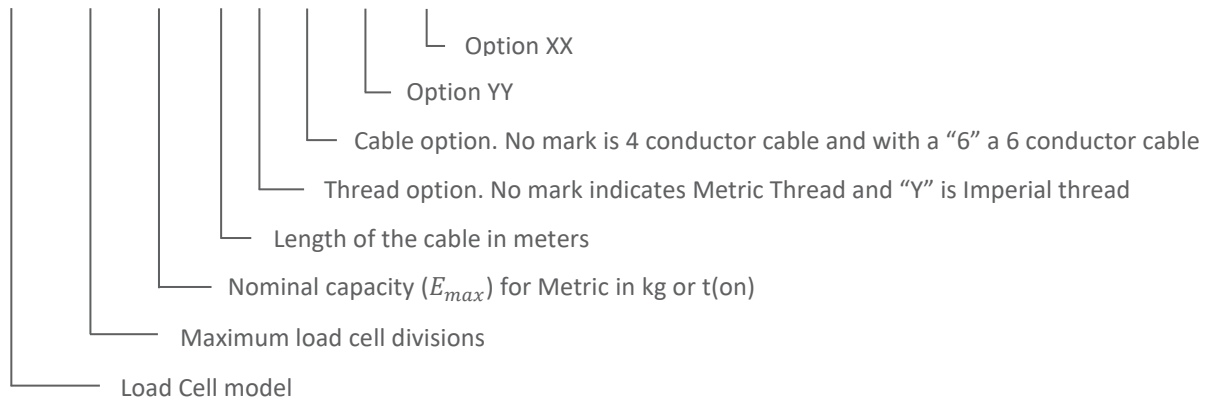 Option XX
Option YY
Cable option. No mark is 4 conductor cable and with a “6” a 6 conductor cable
Thread option. No mark indicates Metric Thread and “Y” is Imperial thread
Length of the cable in meters
Nominal capacity (E_{max}) for Metric in kg or t(on)
Maximum load cell divisions
Load Cell model